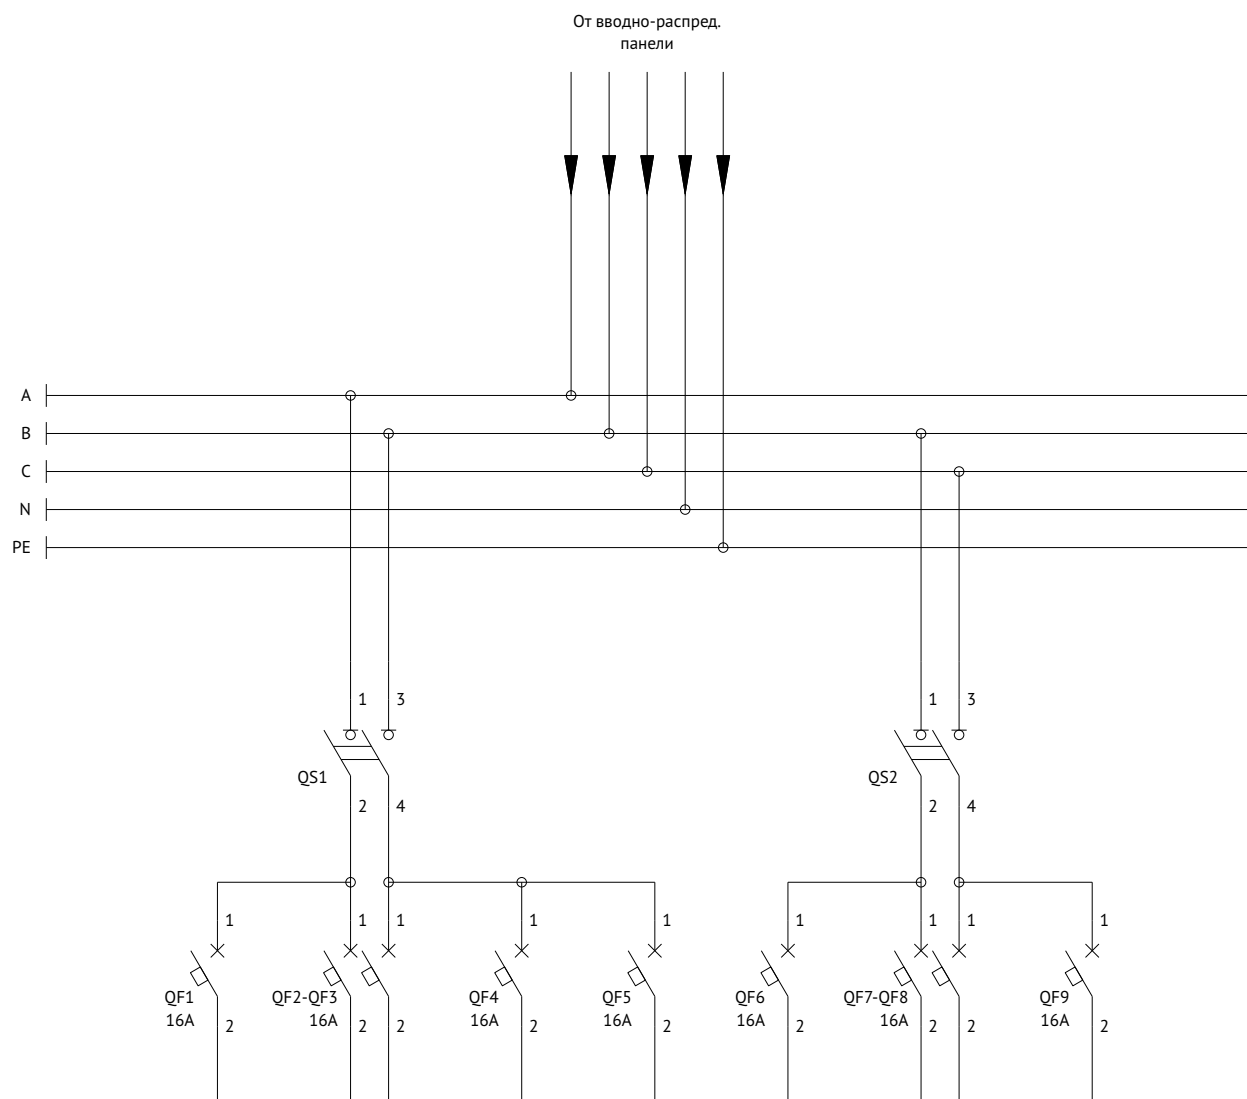 От вводно-распред.
панели
A
B
C
N
PE
1 3 1 3
QS1 QS2
2 4 2 4
1 1 1 1 1 1 1 1 1
QF1 QF2-QF3 QF4 QF5 QF6 QF7-QF8 QF9
16A 16A 16A 16A 16A 16A 16A
2 2 2 2 2 2 2 2 2